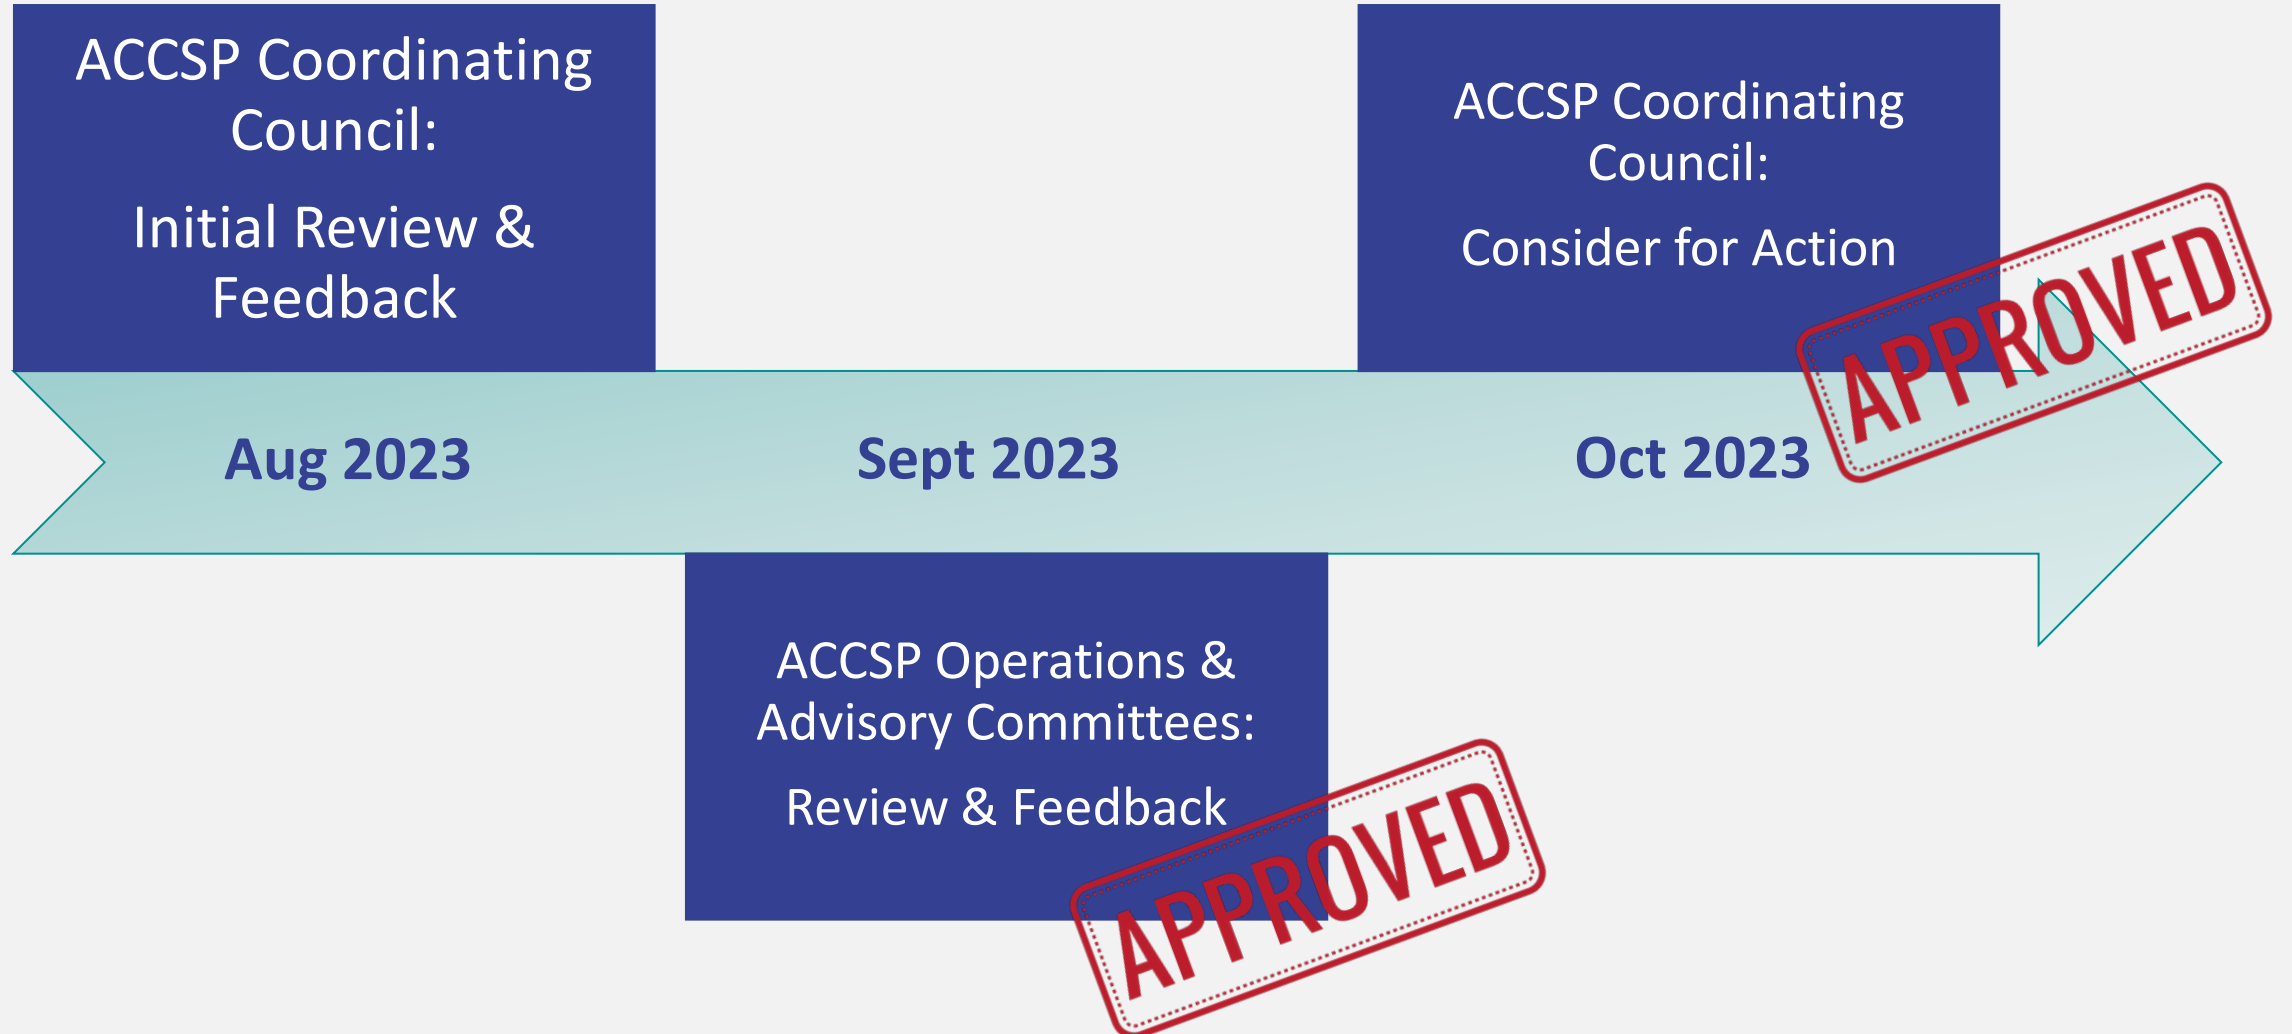 ACCSP Coordinating
Council:
Initial Review &
Feedback
ACCSP Coordinating
Council:
Consider for Action
APPROVED
Aug 2023
Sept 2023
Oct 2023
ACCSP Operations &
Advisory Committees:
Review & Feedback
APPROVED